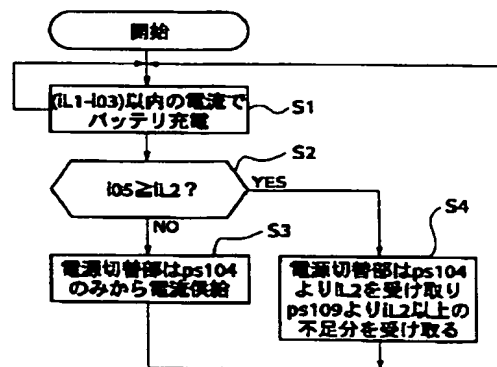 開始
(iL1-i03)以内の電流で
バッテリ充電
S1
i05≧iL2?
S2
YES
NO
電源切替部はps104
のみから電流供給
S3
電源切替部はps104
よりiL2を受け取り
ps109よりiL2以上の
不足分を受け取る
S4